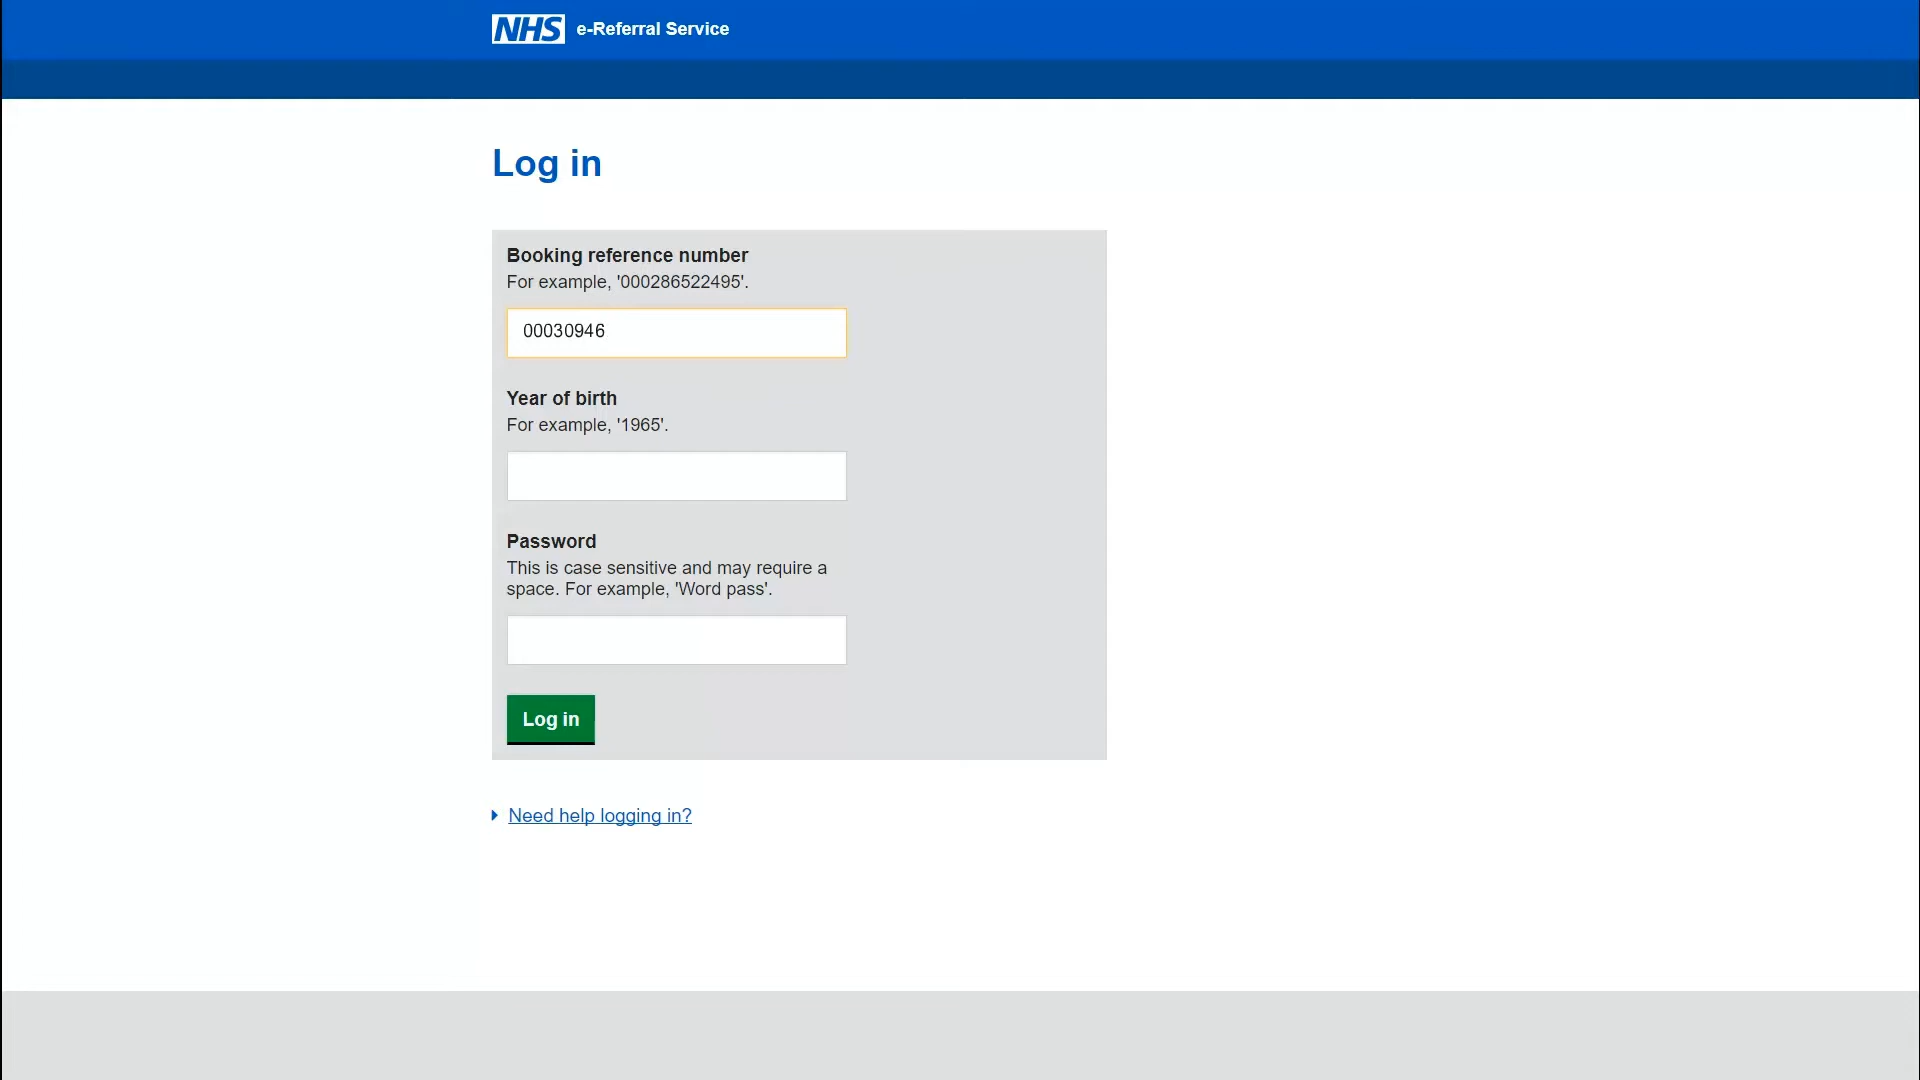 NHS e-Referral Service
Log in
Booking reference number
For example, '000286522495'.
00030946
Year of birth
For example, '1965'.
Password
This is case sensitive and may require a
space. For example, 'Word pass'.
Log in
Need help logging in?